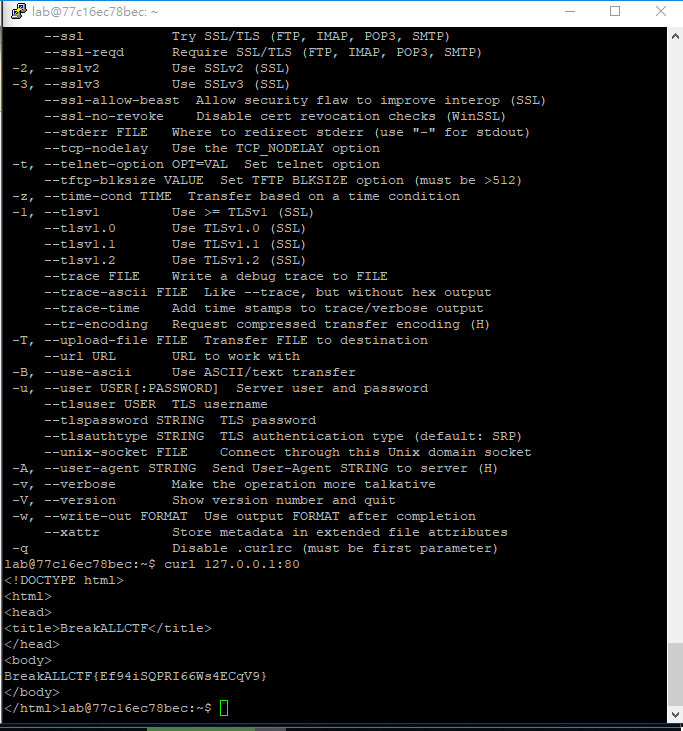 lab@77c16ec78bec: ~
--ssl Try SSL/TLS (FTP, IMAP, POP3, SMTP)
--ssl-reqd Require SSL/TLS (FTP, IMAP, POP3, SMTP)
-2, --sslv2 Use SSLv2 (SSL)
-3, --sslv3 Use SSLv3 (SSL)
--ssl-allow-beast Allow security flaw to improve interop (SSL)
--ssl-no-revoke Disable cert revocation checks (WinSSL)
--stderr FILE Where to redirect stderr (use "-" for stdout)
--tcp-nodelay Use the TCP_NODELAY option
-t, --telnet-option OPT=VAL Set telnet option
--tftp-blksize VALUE Set TFTP BLKSIZE option (must be >512)
-z, --time-cond TIME Transfer based on a time condition
-1, --tlsv1 Use >= TLSv1 (SSL)
--tlsv1.0 Use TLSv1.0 (SSL)
--tlsv1.1 Use TLSv1.1 (SSL)
--tlsv1.2 Use TLSv1.2 (SSL)
--trace FILE Write a debug trace to FILE
--trace-ascii FILE Like --trace, but without hex output
--trace-time Add time stamps to trace/verbose output
--tr-encoding Request compressed transfer encoding (H)
-T, --upload-file FILE Transfer FILE to destination
--url URL URL to work with
-B, --use-ascii Use ASCII/text transfer
-u, --user USER[:PASSWORD] Server user and password
--tlsuser USER TLS username
--tlspassword STRING TLS password
--tlsauthtype STRING TLS authentication type (default: SRP)
--unix-socket FILE Connect through this Unix domain socket
-A, --user-agent STRING Send User-Agent STRING to server (H)
-v, --verbose Make the operation more talkative
-V, --version Show version number and quit
-w, --write-out FORMAT Use output FORMAT after completion
--xattr Store metadata in extended file attributes
-q Disable .curlrc (must be first parameter)
lab@77c16ec78bec:~$ curl 127.0.0.1:80
<!DOCTYPE html>
<html>
<head>
<title>BreakALLCTF</title>
</head>
<body>
BreakALLCTF{Ef94iSQPRI66Ws4ECqV9}
</body>
</html>lab@77c16ec78bec:~$